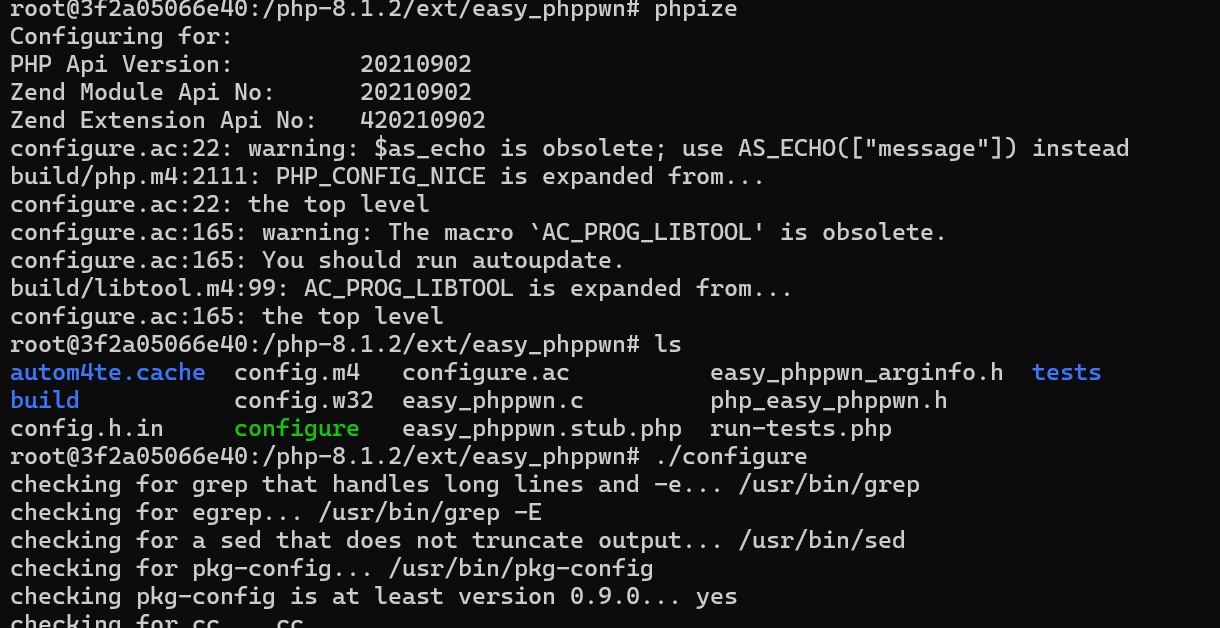 root@3f2a05066e40:/php-8.1.2/ext/easy_phppwn# phpize
Configuring for:
PHP Api Version:         20210902
Zend Module Api No:      20210902
Zend Extension Api No:   420210902
configure.ac:22: warning: $as_echo is obsolete; use AS_ECHO(["message"]) instead
build/php.m4:2111: PHP_CONFIG_NICE is expanded from...
configure.ac:22: the top level
configure.ac:165: warning: The macro `AC_PROG_LIBTOOL' is obsolete.
configure.ac:165: You should run autoupdate.
build/libtool.m4:99: AC_PROG_LIBTOOL is expanded from...
configure.ac:165: the top level
root@3f2a05066e40:/php-8.1.2/ext/easy_phppwn# ls
autom4te.cache  config.m4   configure.ac          easy_phppwn_arginfo.h  tests
build           config.w32  easy_phppwn.c         php_easy_phppwn.h
config.h.in     configure   easy_phppwn.stub.php  run-tests.php
root@3f2a05066e40:/php-8.1.2/ext/easy_phppwn# ./configure
checking for grep that handles long lines and -e... /usr/bin/grep
checking for egrep... /usr/bin/grep -E
checking for a sed that does not truncate output... /usr/bin/sed
checking for pkg-config... /usr/bin/pkg-config
checking pkg-config is at least version 0.9.0... yes
checking for cc... cc